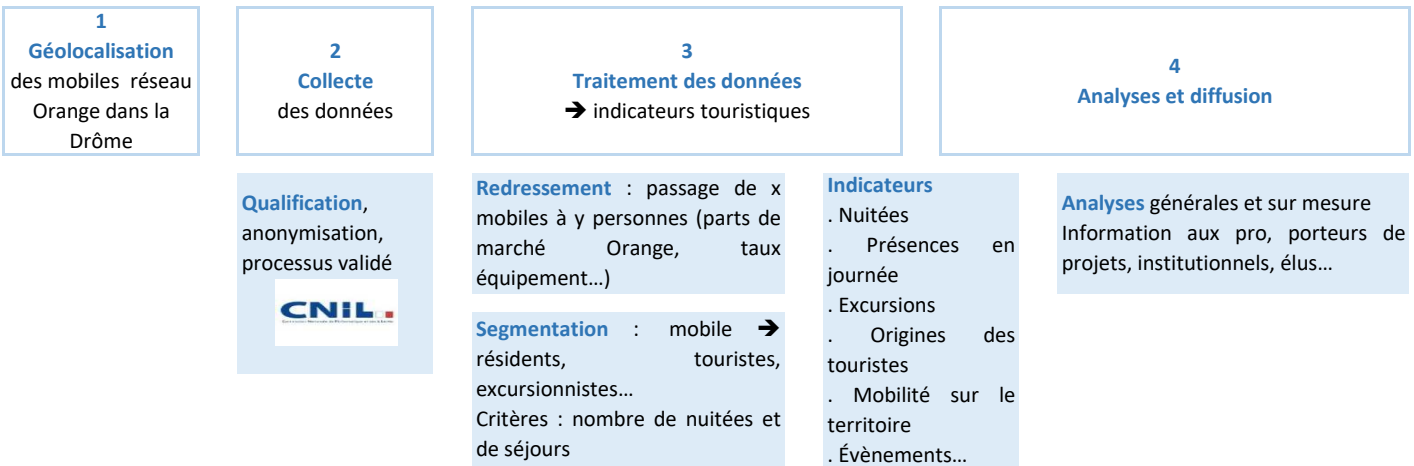 1
Géolocalisation
des mobiles réseau
Orange dans la
Drôme
2
Collecte
des données
3
Traitement des données
➔ indicateurs touristiques
4
Analyses et diffusion
Qualification,
anonymisation,
processus validé
CNIL
Redressement : passage de x
mobiles à y personnes (parts de
marché Orange, taux
équipement…)
Segmentation : mobile ➔
résidents, touristes,
excursionnistes…
Critères : nombre de nuitées et
de séjours
Indicateurs
. Nuitées
. Présences en
journée
. Excursions
. Origines des
touristes
. Mobilité sur le
territoire
. Évènements…
Analyses générales et sur mesure
Information aux pro, porteurs de
projets, institutionnels, élus…